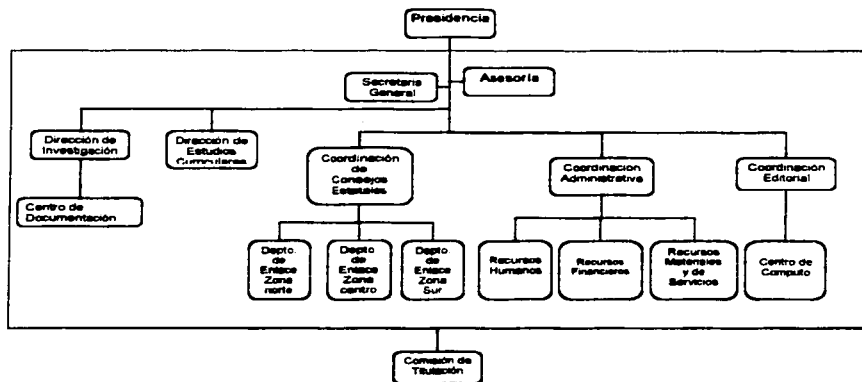 Presidencia
Secretaria
General
Asesoría
Dirección de
Investigación
Dirección de
Estudios
Curriculares
Coordinación
de
Consejos
Estatales
Coordinacion
Administrativa
Coordinación
Editorial
Centro de
Documentación
Depto.
de
Enlace
Zona
norte
Depto.
de
Enlace
Zona
centro
Depto.
de
Enlace
Zona
Sur
Recursos
Humanos
Recursos
Financieros
Recursos
Materiales
y de
Servicios
Centro de
Computo
Comisión de
Titulación